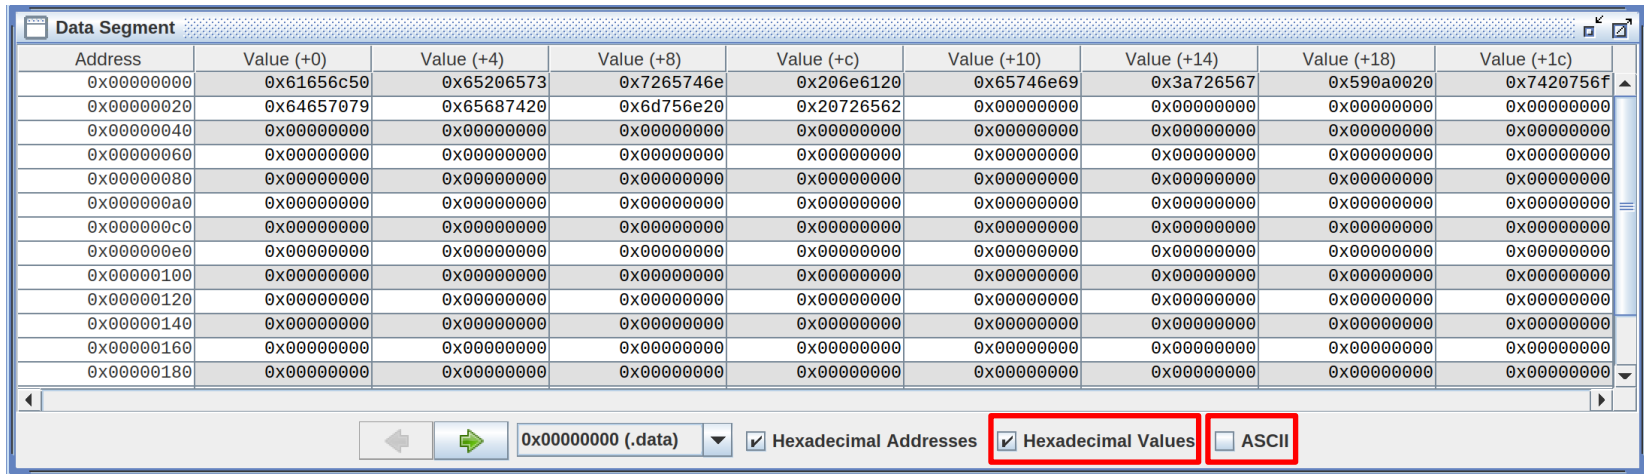 Data Segment
Address Value (+0) Value (+4) Value (+8) Value (+c) Value (+10) Value (+14) Value (+18) Value (+1c)
0x00000000 0x61656c50 0x65206573 0x7265746e 0x206e6120 0x65746e69 0x3a726567 0x590a0020 0x7420756f
0x00000020 0x64657079 0x65687420 0x6d756e20 0x20726562 0x00000000 0x00000000 0x00000000 0x00000000
0x00000040 0x00000000 0x00000000 0x00000000 0x00000000 0x00000000 0x00000000 0x00000000 0x00000000
0x00000060 0x00000000 0x00000000 0x00000000 0x00000000 0x00000000 0x00000000 0x00000000 0x00000000
0x00000080 0x00000000 0x00000000 0x00000000 0x00000000 0x00000000 0x00000000 0x00000000 0x00000000
0x000000a0 0x00000000 0x00000000 0x00000000 0x00000000 0x00000000 0x00000000 0x00000000 0x00000000
0x000000c0 0x00000000 0x00000000 0x00000000 0x00000000 0x00000000 0x00000000 0x00000000 0x00000000
0x000000e0 0x00000000 0x00000000 0x00000000 0x00000000 0x00000000 0x00000000 0x00000000 0x00000000
0x00000100 0x00000000 0x00000000 0x00000000 0x00000000 0x00000000 0x00000000 0x00000000 0x00000000
0x00000120 0x00000000 0x00000000 0x00000000 0x00000000 0x00000000 0x00000000 0x00000000 0x00000000
0x00000140 0x00000000 0x00000000 0x00000000 0x00000000 0x00000000 0x00000000 0x00000000 0x00000000
0x00000160 0x00000000 0x00000000 0x00000000 0x00000000 0x00000000 0x00000000 0x00000000 0x00000000
0x00000180 0x00000000 0x00000000 0x00000000 0x00000000 0x00000000 0x00000000 0x00000000 0x00000000
0x00000000 (.data) Hexadecimal Addresses Hexadecimal Values ASCII